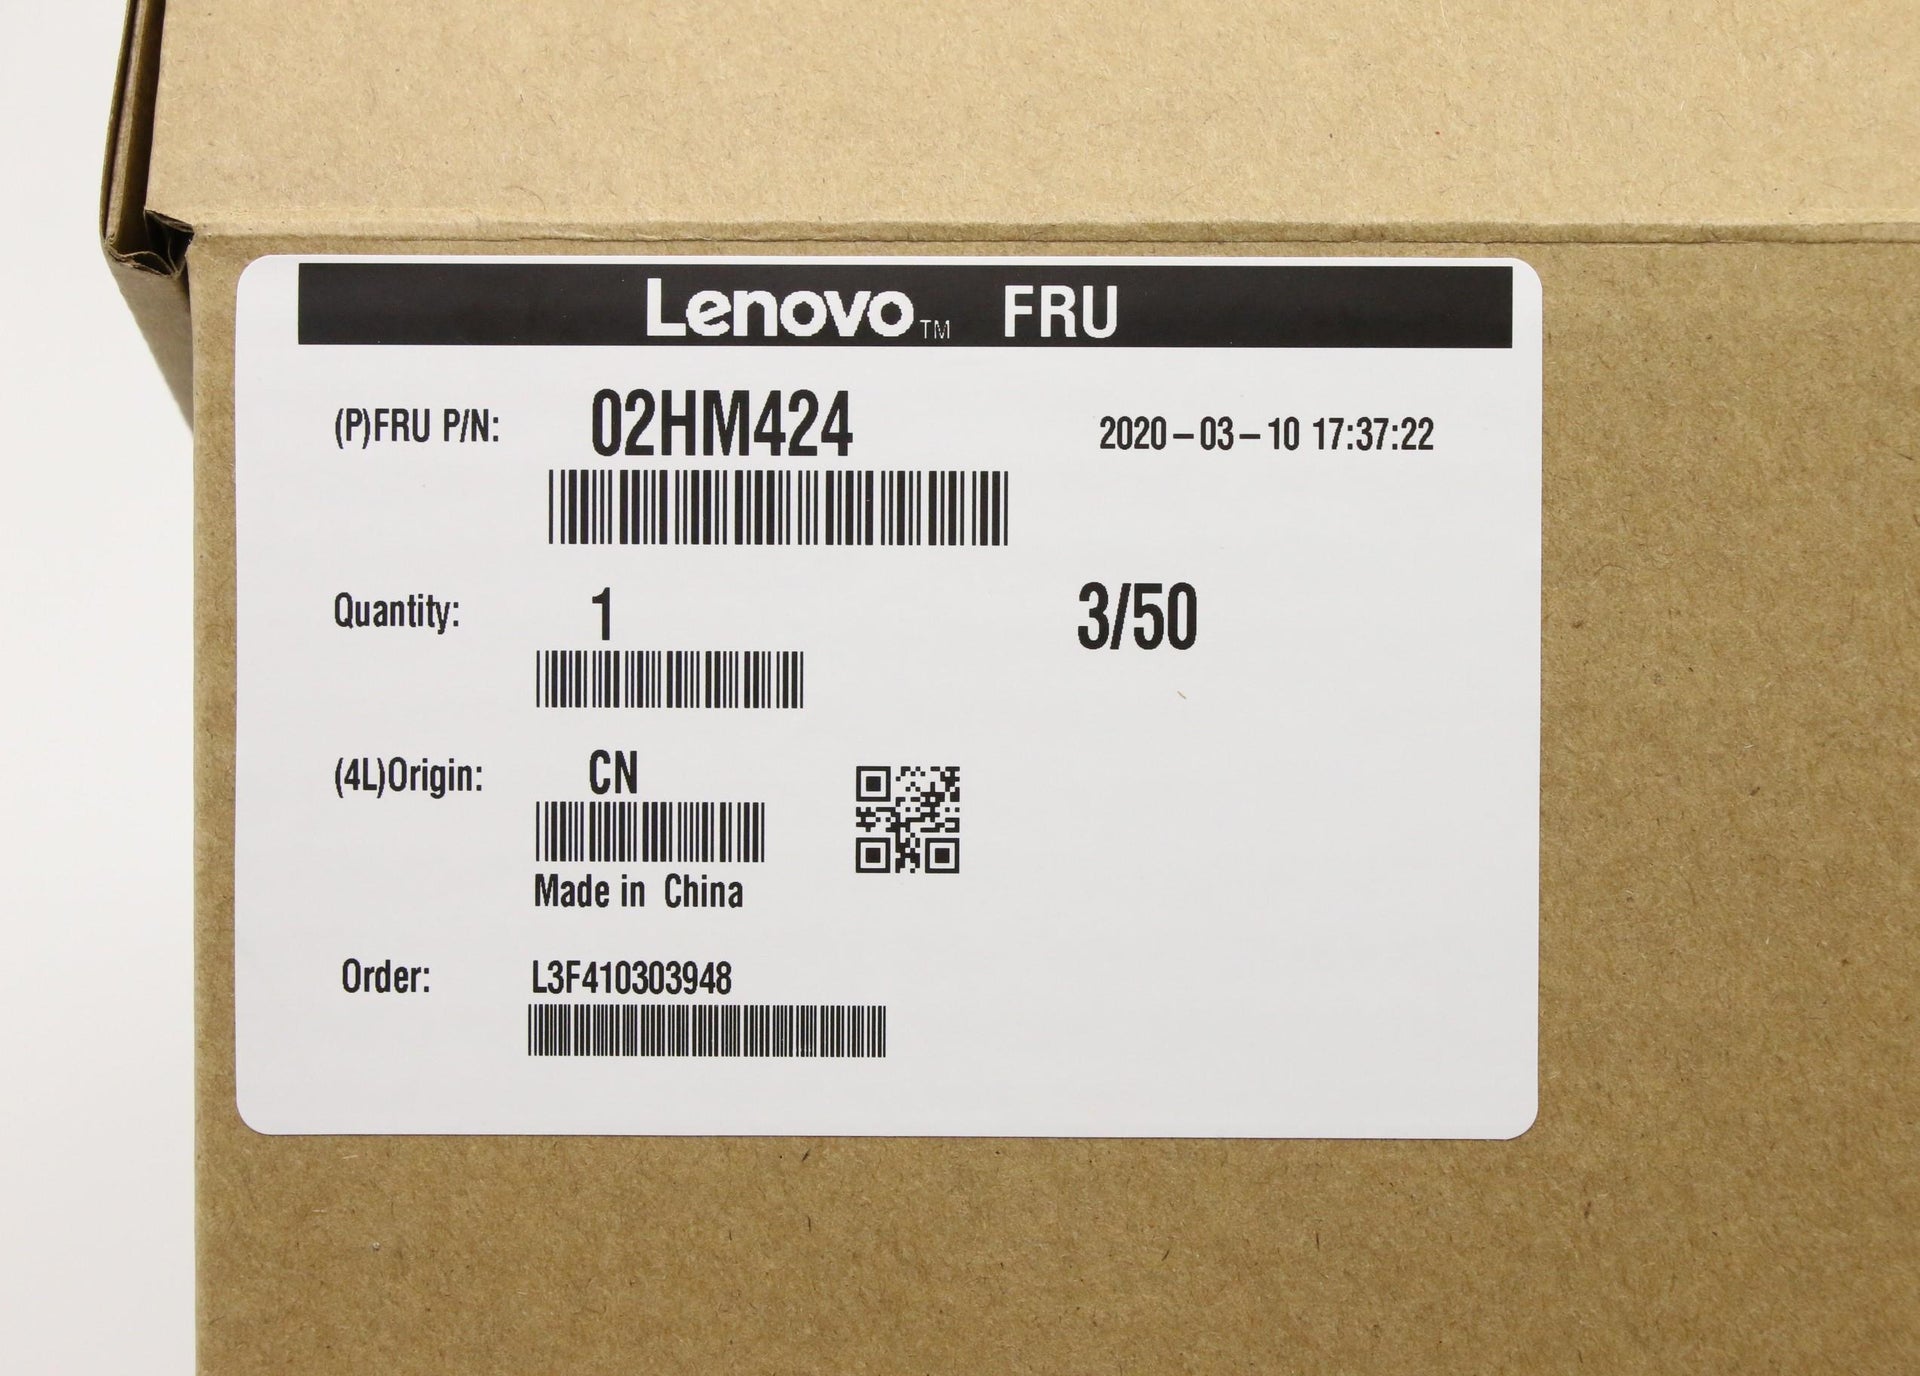 Lenovo™ FRU
(P)FRU P/N: 02HM424 2020-03-10 17:37:22
Quantity: 1 3/50
(4L)Origin: CN
Made in China
Order: L3F410303948